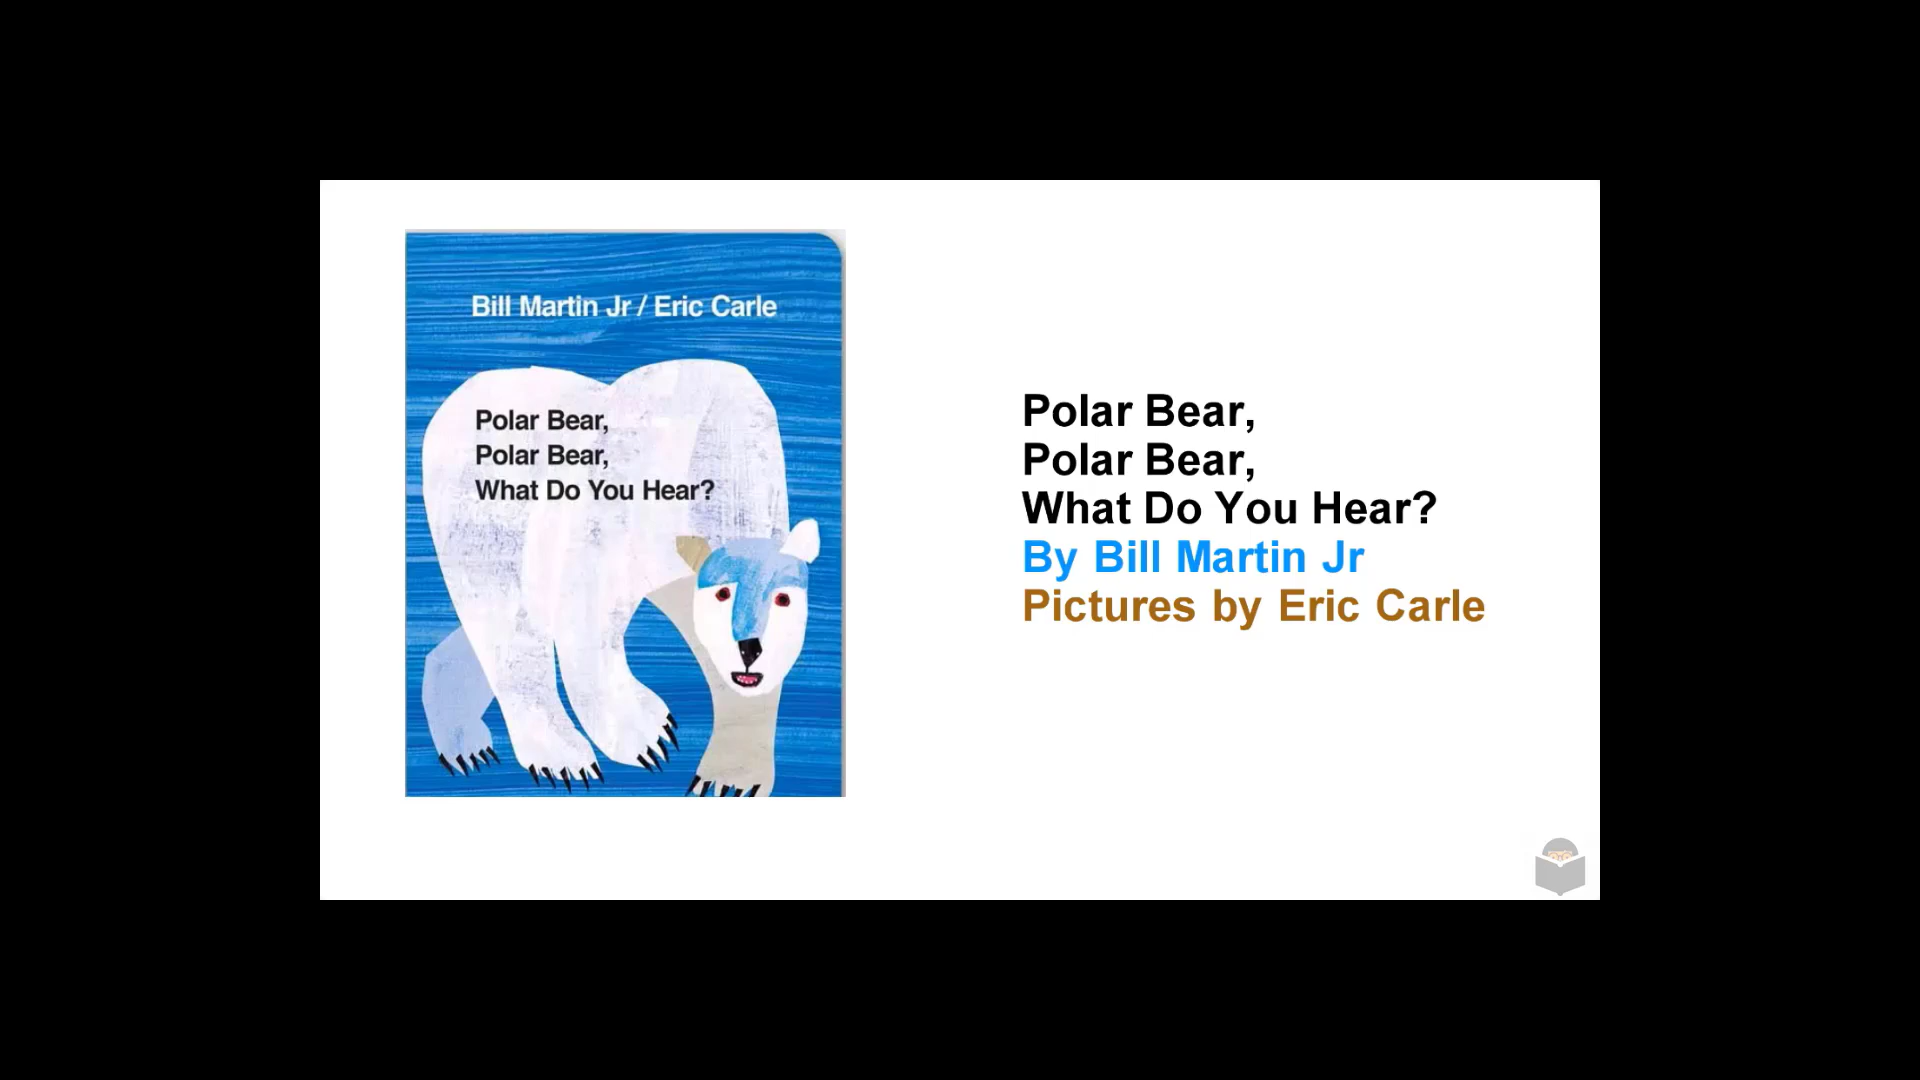 Bill Martin Jr / Eric Carle
Polar Bear,
Polar Bear,
What Do You Hear?
Polar Bear,
Polar Bear,
What Do You Hear?
By Bill Martin Jr
Pictures by Eric Carle